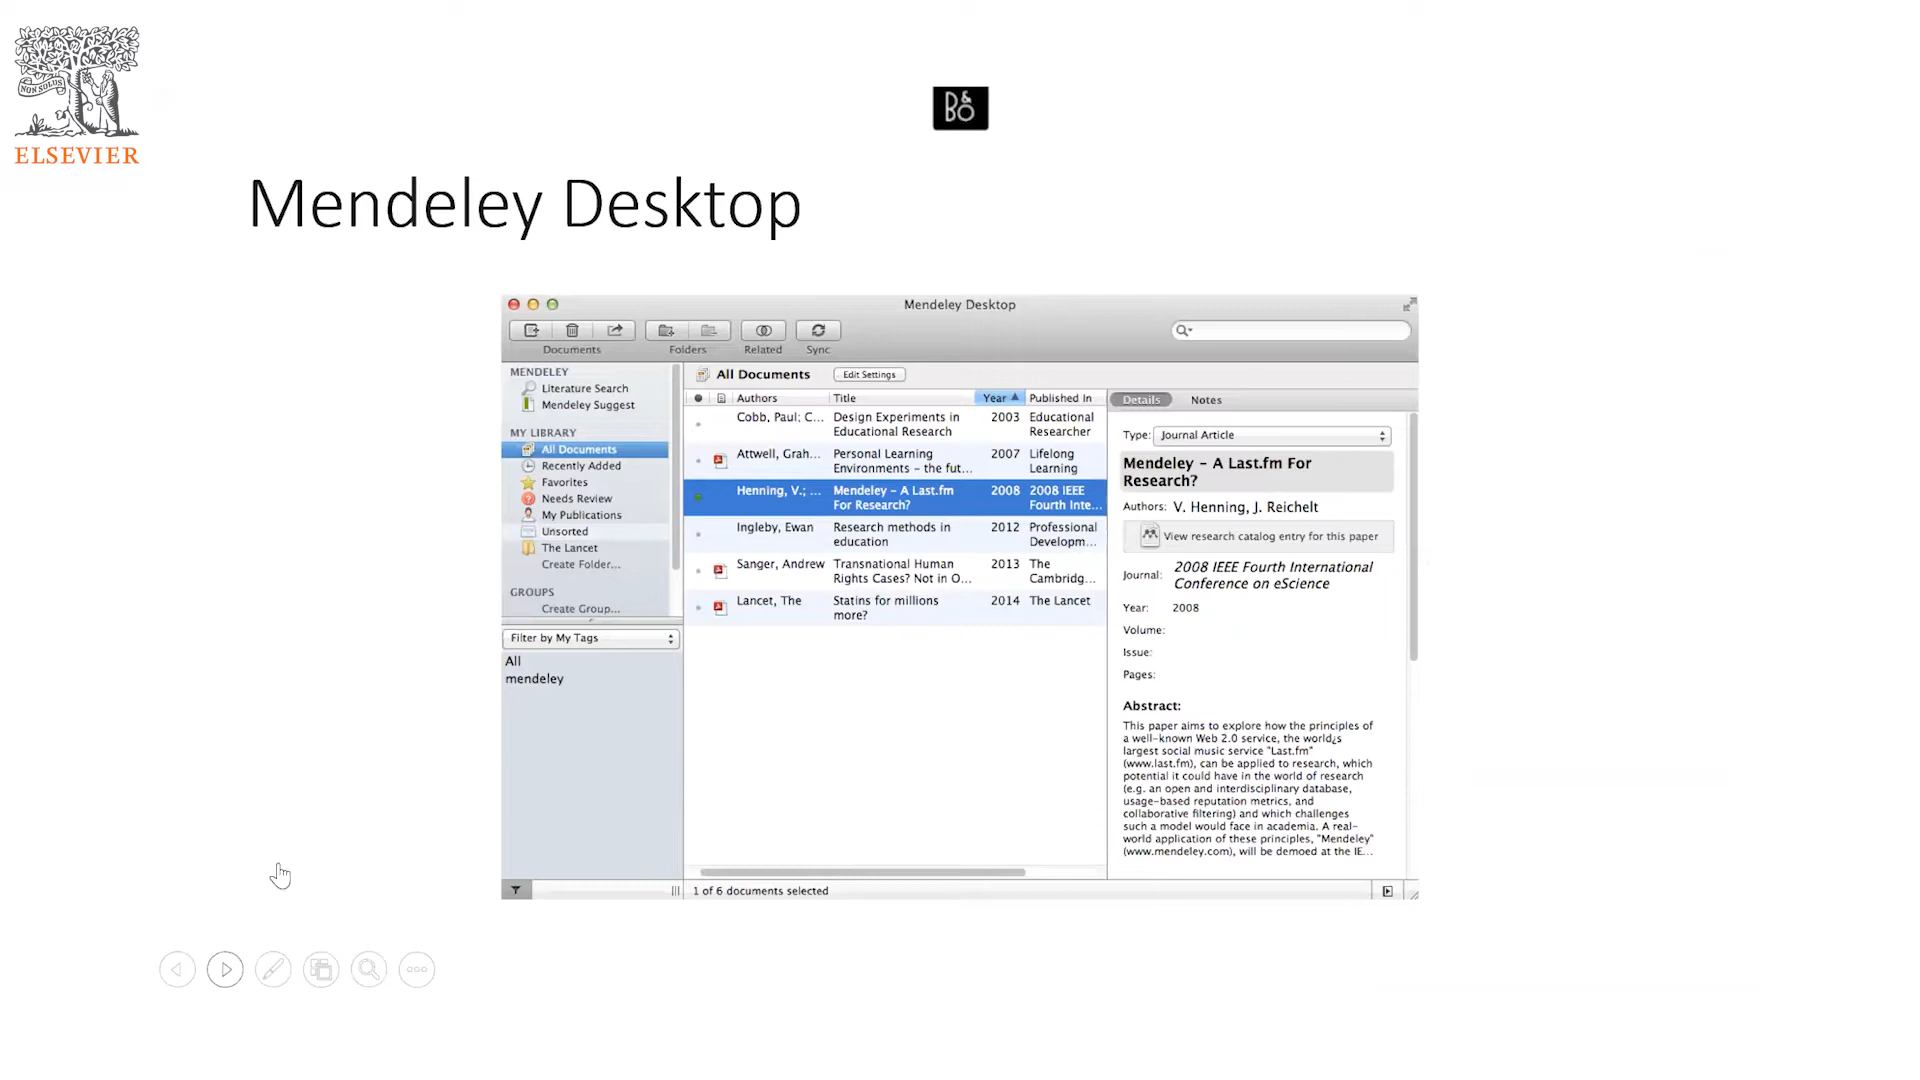 NON SOLUS
ELSEVIER
B&O
Mendeley Desktop
Mendeley Desktop
Documents
Folders
Related
Sync
MENDELEY
Literature Search
Mendeley Suggest
MY LIBRARY
All Documents
Recently Added
Favorites
Needs Review
My Publications
Unsorted
The Lancet
Create Folder...
GROUPS
Create Group...
Filter by My Tags
All
mendeley
All Documents
Edit Settings
Authors Title Year Published In
Cobb, Paul; C... Design Experiments in 2003 Educational
Educational Research Researcher
Attwell, Grah... Personal Learning 2007 Lifelong
Environments – the fut... Learning
Henning, V.; ... Mendeley – A Last.fm 2008 2008 IEEE
For Research? Fourth Inte...
Ingleby, Ewan Research methods in 2012 Professional
education Developm...
Sanger, Andrew Transnational Human 2013 The
Rights Cases? Not in O... Cambridg...
Lancet, The Statins for millions 2014 The Lancet
more?
1 of 6 documents selected
Details Notes
Type: Journal Article
Mendeley – A Last.fm For
Research?
Authors: V. Henning, J. Reichelt
View research catalog entry for this paper
Journal: 2008 IEEE Fourth International
Conference on eScience
Year: 2008
Volume:
Issue:
Pages:
Abstract:
This paper aims to explore how the principles of
a well-known Web 2.0 service, the world¿s
largest social music service "Last.fm"
(www.last.fm), can be applied to research, which
potential it could have in the world of research
(e.g. an open and interdisciplinary database,
usage-based reputation metrics, and
collaborative filtering) and which challenges
such a model would face in academia. A real-
world application of these principles, "Mendeley"
(www.mendeley.com), will be demoed at the IE...